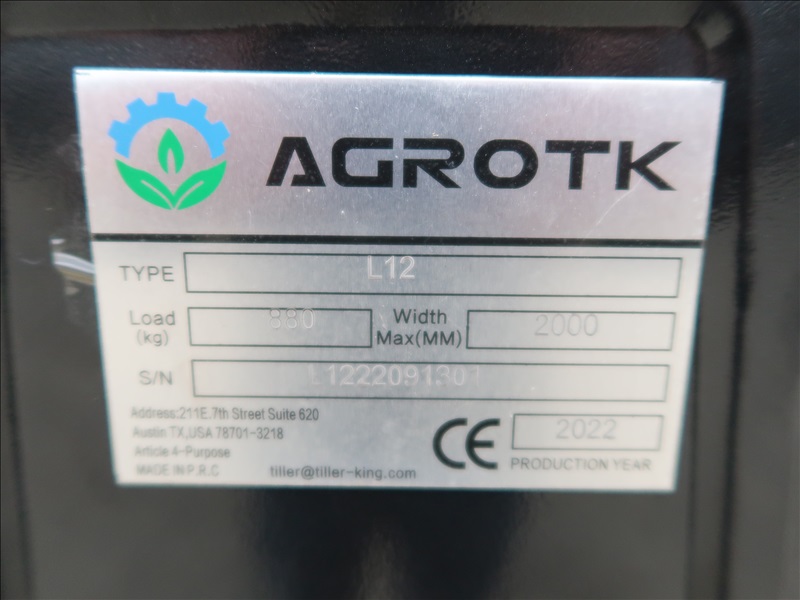 AGROTK
TYPE L12
Load (kg) 880 Width Max(MM) 2000
S/N
Address:211E.7th Street Suite 620
Austin TX,USA 78701-3218
Article 4-Purpose
MADE IN P.R.C tiller@tiller-king.com
CE 2022
PRODUCTION YEAR